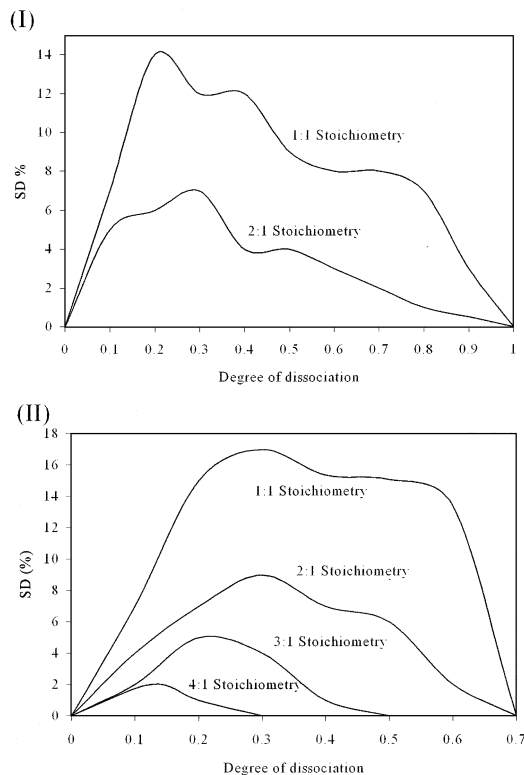 (I)
14
12
10
8
6
4
2
0
SD %
1:1 Stoichiometry
2:1 Stoichiometry
0 0.1 0.2 0.3 0.4 0.5 0.6 0.7 0.8 0.9 1
Degree of dissociation
(II)
18
16
14
12
10
8
6
4
2
0
SD (%)
1:1 Stoichiometry
2:1 Stoichiometry
3:1 Stoichiometry
4:1 Stoichiometry
0 0.1 0.2 0.3 0.4 0.5 0.6 0.7
Degree of dissociation